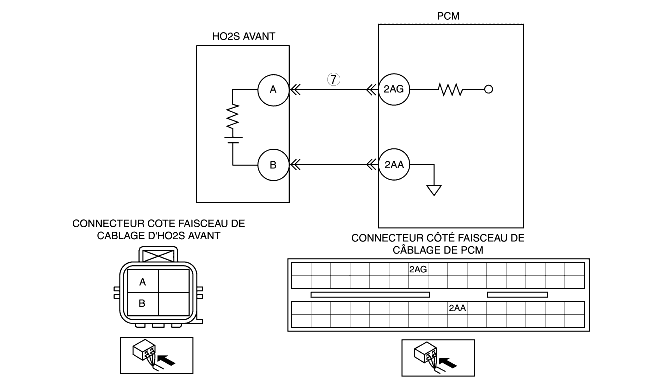 HO2S AVANT
PCM
A
7
2AG
B
2AA
CONNECTEUR COTE FAISCEAU DE
CABLAGE D'HO2S AVANT
A
B
CONNECTEUR CÔTÉ FAISCEAU DE
CÂBLAGE DE PCM
2AG
2AA